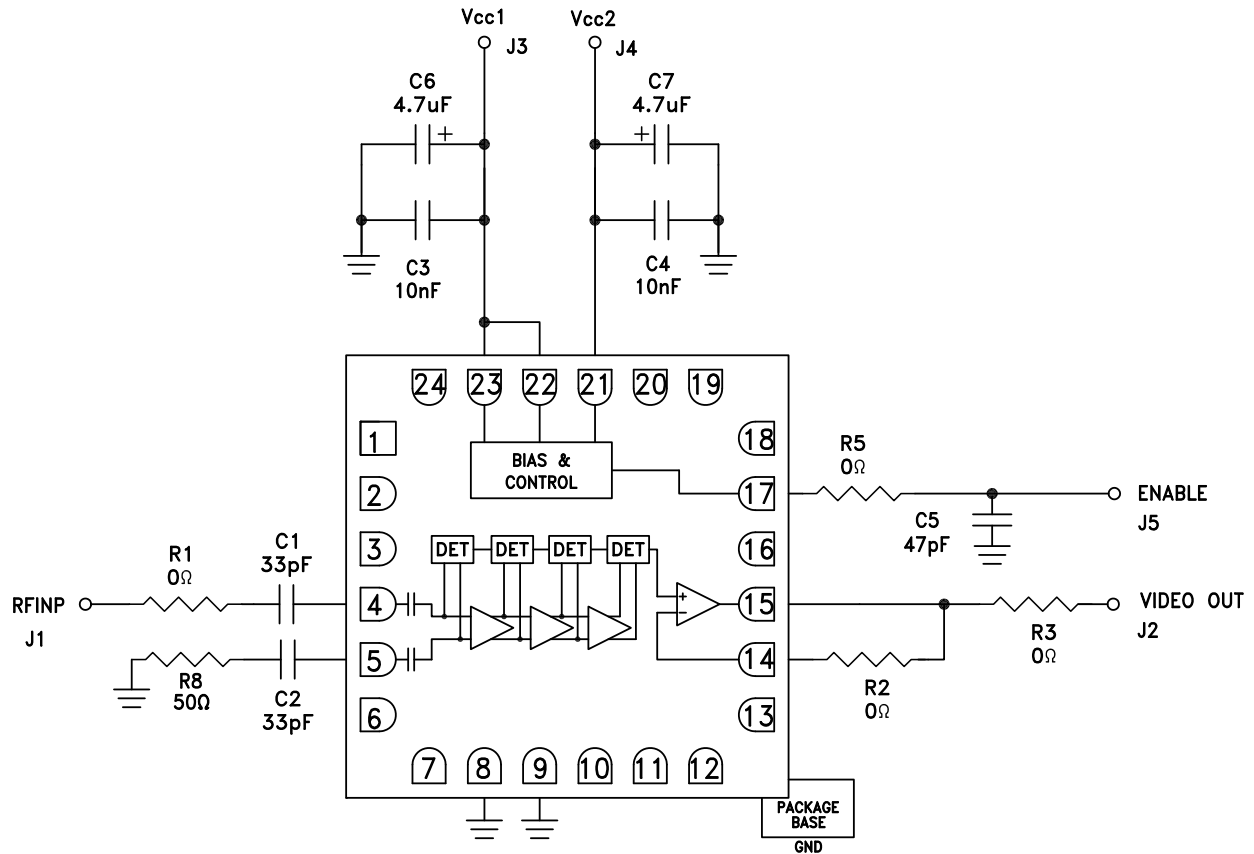 Vcc1
J3
Vcc2
J4
C6
4.7uF
+
C7
4.7uF
+
C3
10nF
C4
10nF
24
23
22
21
20
19
1
2
3
4
5
6
18
17
16
15
14
13
7
8
9
10
11
12
BIAS &
CONTROL
DET
DET
DET
DET
+
−
R5
0Ω
ENABLE
J5
C5
47pF
R1
0Ω
C1
33pF
RFINP
J1
R8
50Ω
C2
33pF
VIDEO OUT
J2
R3
0Ω
R2
0Ω
PACKAGE
BASE
GND